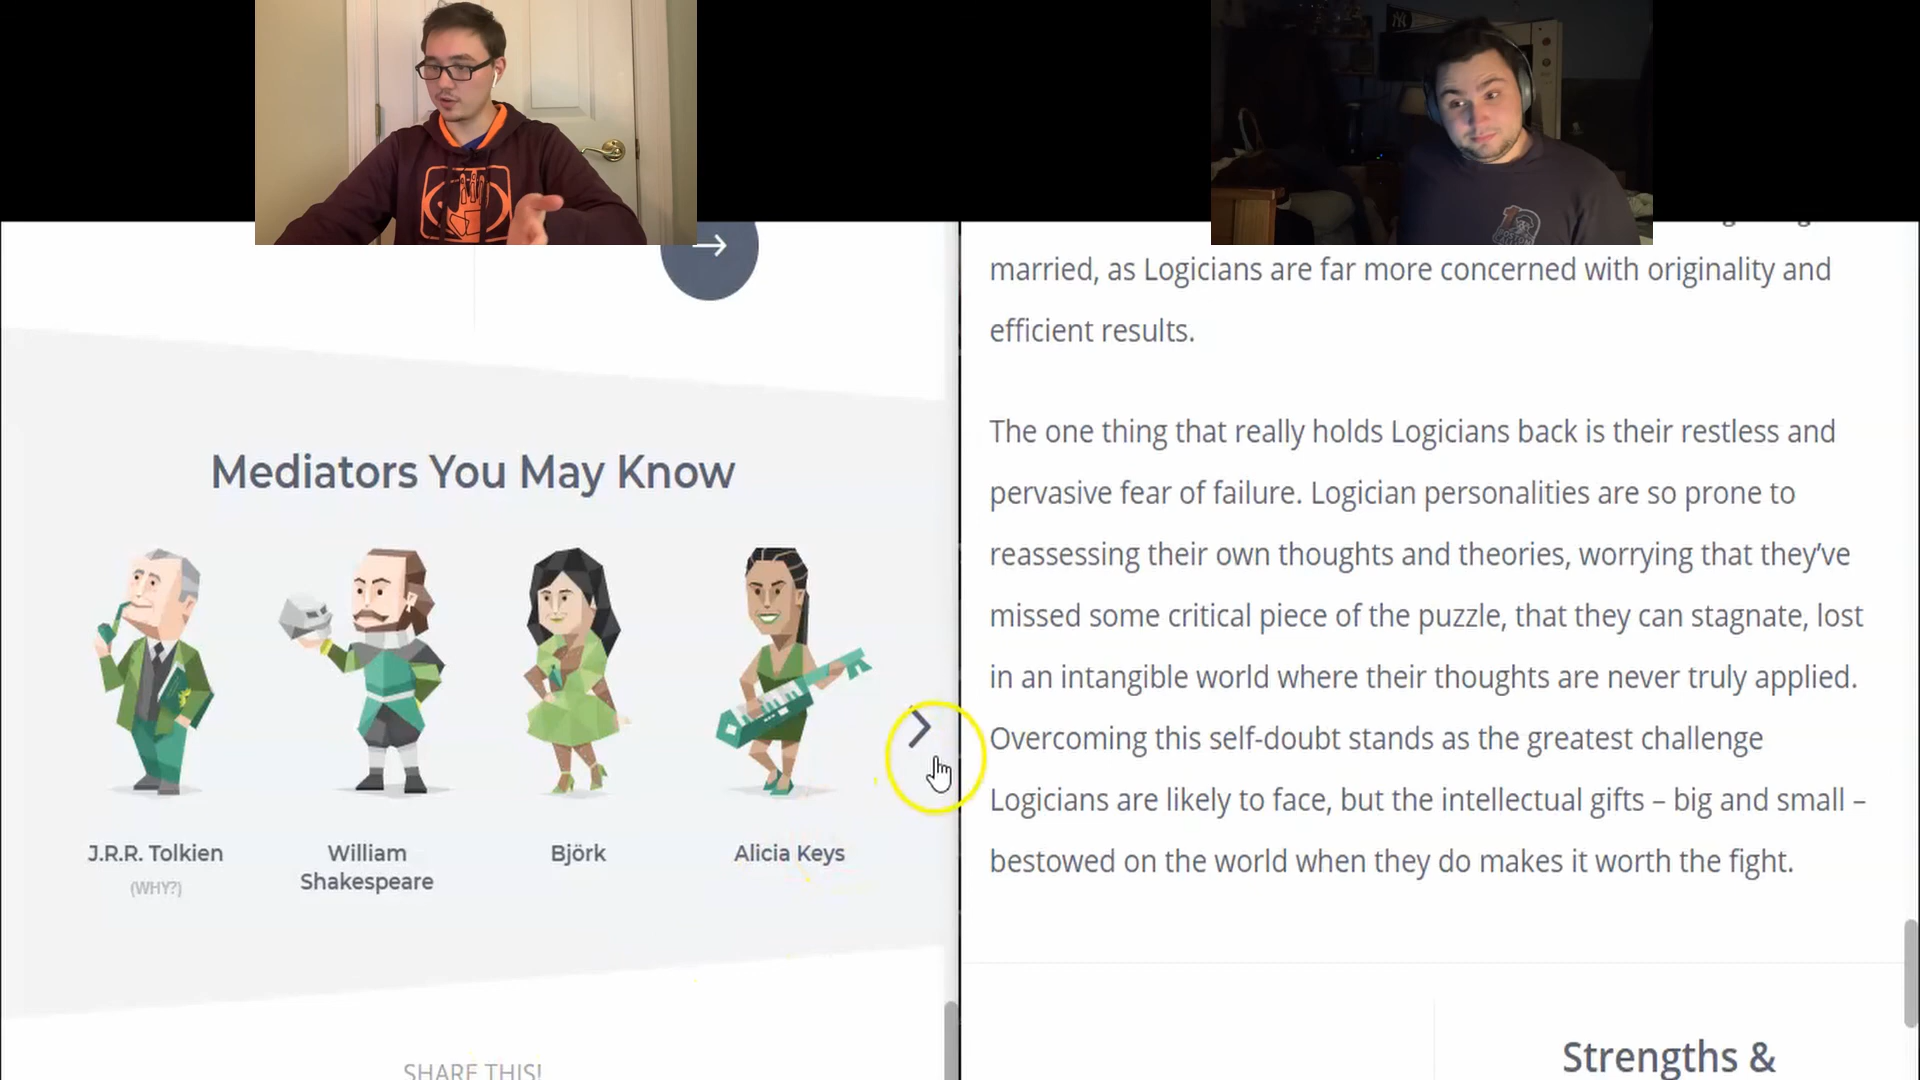 Mediators You May Know
J.R.R. Tolkien
(WHY?)
William
Shakespeare
Björk
Alicia Keys
SHARE THIS!
married, as Logicians are far more concerned with originality and
efficient results.
The one thing that really holds Logicians back is their restless and
pervasive fear of failure. Logician personalities are so prone to
reassessing their own thoughts and theories, worrying that they’ve
missed some critical piece of the puzzle, that they can stagnate, lost
in an intangible world where their thoughts are never truly applied.
Overcoming this self-doubt stands as the greatest challenge
Logicians are likely to face, but the intellectual gifts – big and small –
bestowed on the world when they do makes it worth the fight.
Strengths &